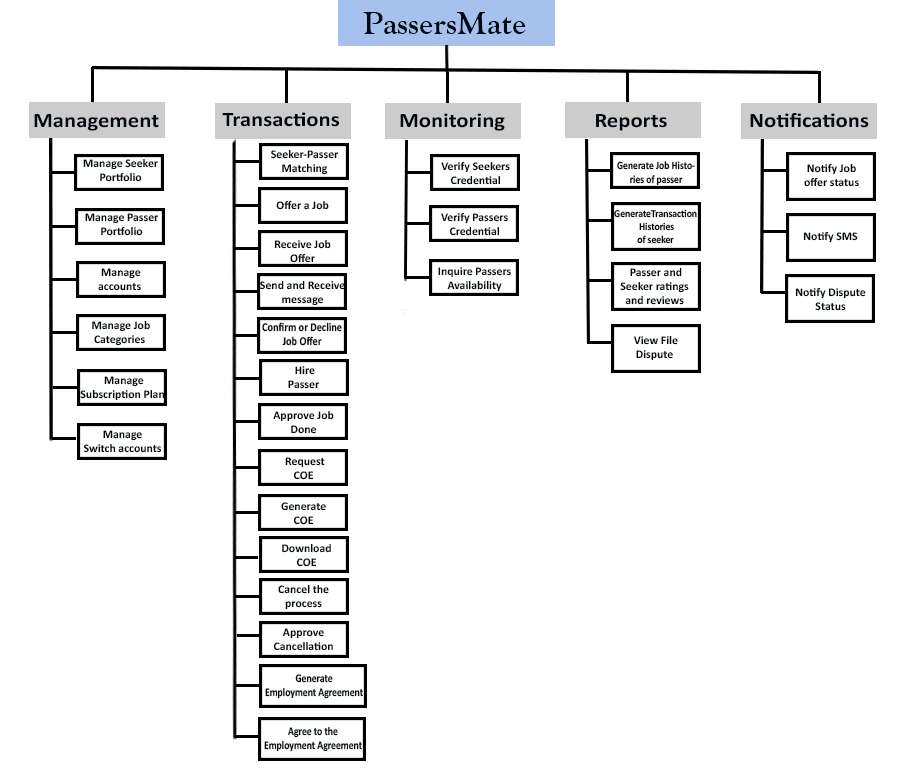 PassersMate
Management
Manage Seeker
Portfolio
Manage Passer
Portfolio
Manage
accounts
Manage Job
Categories
Manage
Subscription Plan
Manage
Switch accounts
Transactions
Seeker-Passer
Matching
Offer a Job
Receive Job
Offer
Send and Receive
message
Confirm or Decline
Job Offer
Hire
Passer
Approve Job
Done
Request
COE
Generate
COE
Download
COE
Cancel the
process
Approve
Cancellation
Generate
Employment Agreement
Agree to the
Employment Agreement
Monitoring
Verify Seekers
Credential
Verify Passers
Credential
Inquire Passers
Availability
Reports
Generate Job Histo-
ries of passer
GenerateTransaction
Histories
of seeker
Passer and
Seeker ratings
and reviews
View File
Dispute
Notifications
Notify Job
offer status
Notify SMS
Notify Dispute
Status